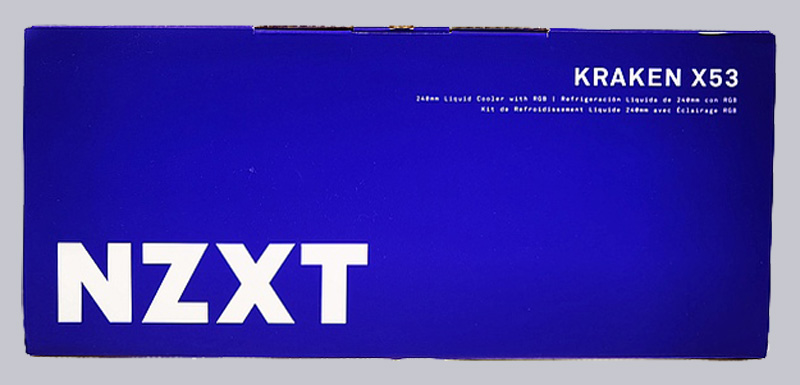 KRAKEN X53
240mm Liquid Cooler with RGB | Refrigeración Líquida de 240mm con RGB
Kit de Refroidissement Liquide 240mm avec Éclairage RGB
NZXT